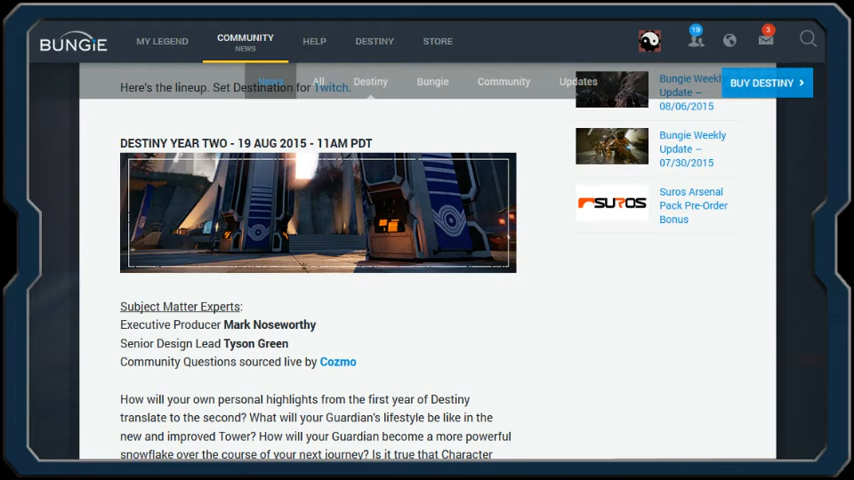 BUNGiE
MY LEGEND
COMMUNITY
NEWS
HELP
DESTINY
STORE
19
3
News
All
Destiny
Bungie
Community
Updates
BUY DESTINY
Here's the lineup. Set Destination for Twitch.
DESTINY YEAR TWO - 19 AUG 2015 - 11AM PDT
Subject Matter Experts:
Executive Producer Mark Noseworthy
Senior Design Lead Tyson Green
Community Questions sourced live by Cozmo
How will your own personal highlights from the first year of Destiny
translate to the second? What will your Guardian's lifestyle be like in the
new and improved Tower? How will your Guardian become a more powerful
snowflake over the course of your next journey? Is it true that Character
Bungie Weekly
Update –
08/06/2015
Bungie Weekly
Update –
07/30/2015
SUROS
Suros Arsenal
Pack Pre-Order
Bonus